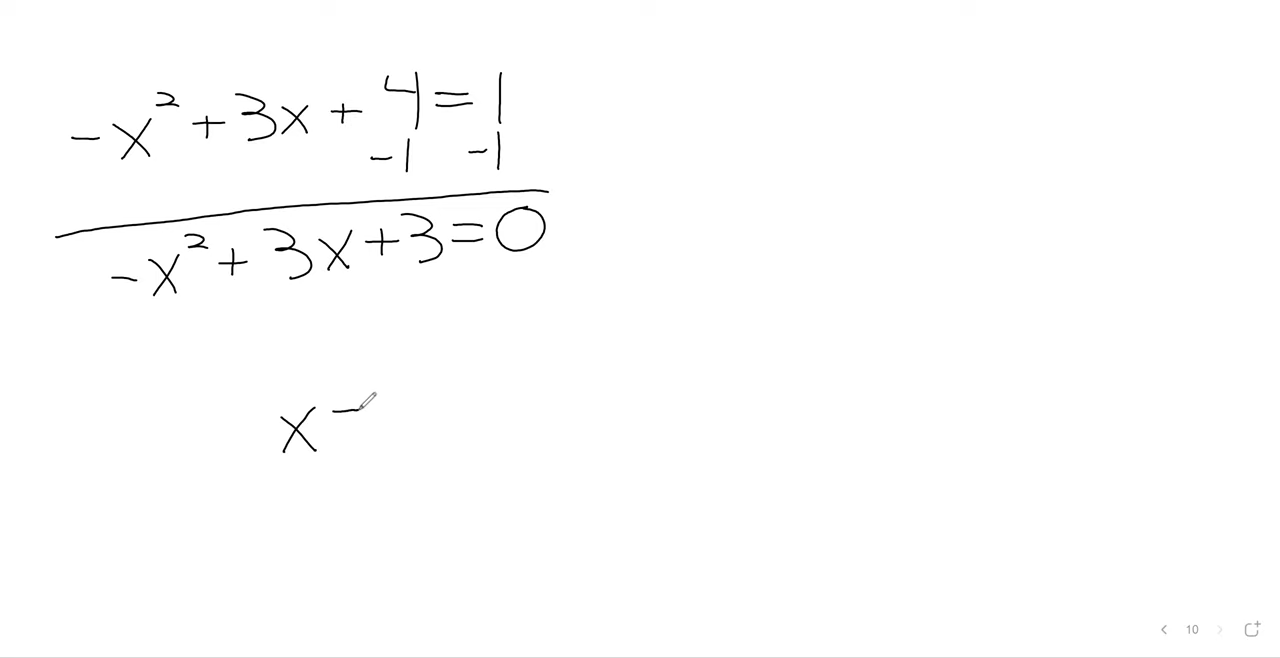 -x² + 3x + 4 = 1
-1 -1
-x² + 3x + 3 = 0
x -
10